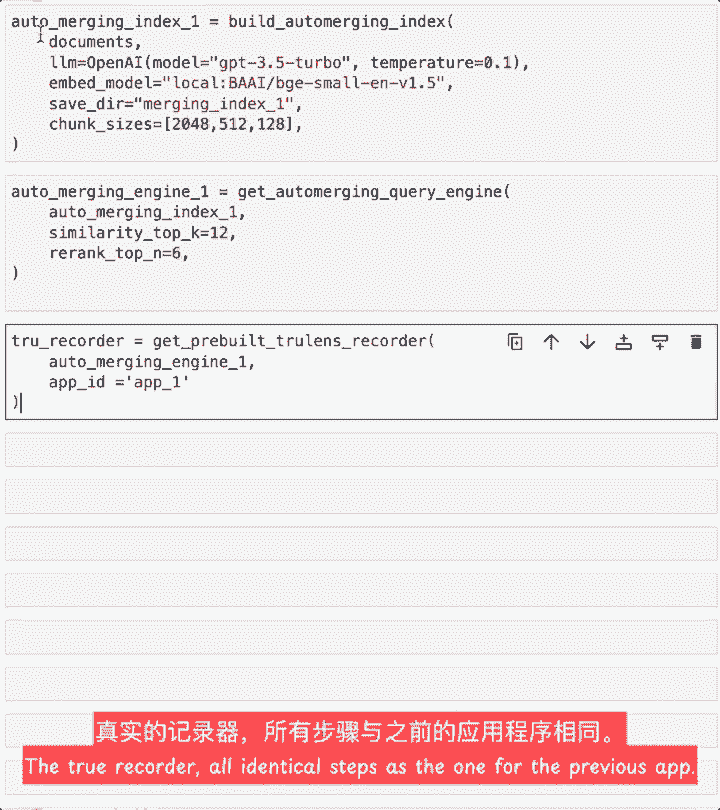 auto_merging_index_1 = build_automerging_index(
    documents,
    llm=OpenAI(model="gpt-3.5-turbo", temperature=0.1),
    embed_model="local:BAAI/bge-small-en-v1.5",
    save_dir="merging_index_1",
    chunk_sizes=[2048,512,128],
)
auto_merging_engine_1 = get_automerging_query_engine(
    auto_merging_index_1,
    similarity_top_k=12,
    rerank_top_n=6,
)
tru_recorder = get_prebuilt_trulens_recorder(
    auto_merging_engine_1,
    app_id ='app_1'
)
真实的记录器，所有步骤与之前的应用程序相同。
The true recorder, all identical steps as the one for the previous app.